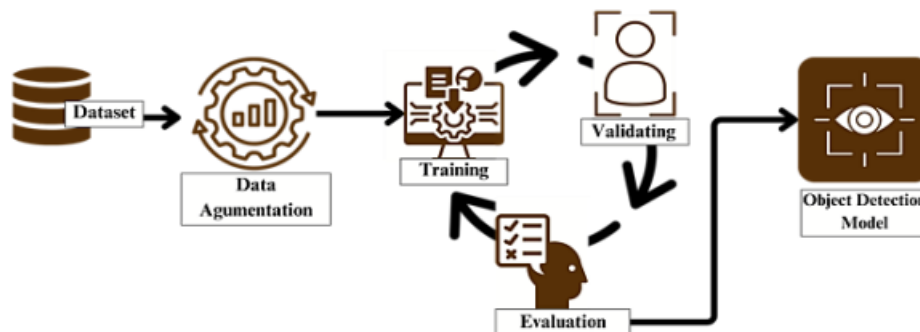 Dataset
Data
Agumentation
Training
Validating
Evaluation
Object Detection
Model